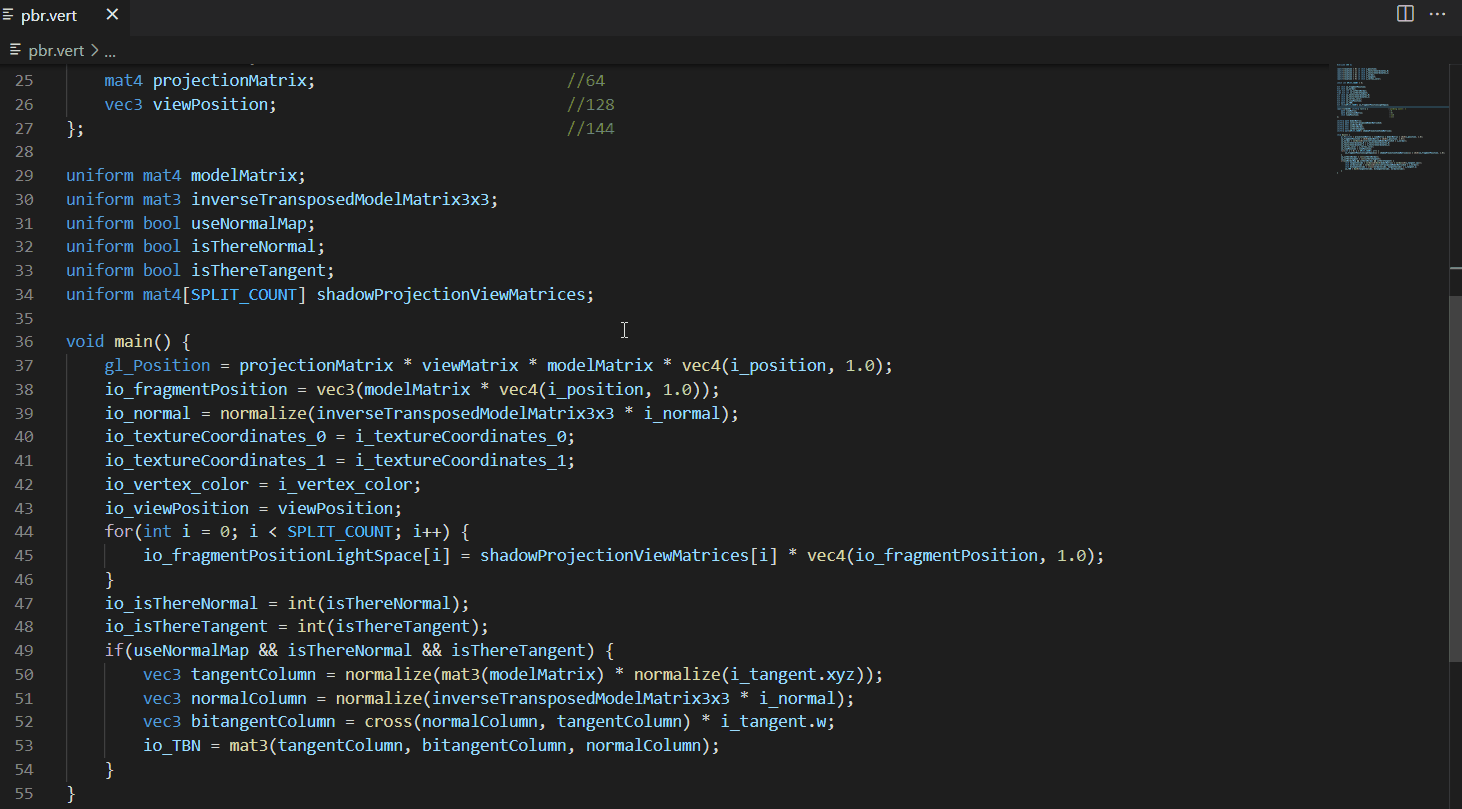 pbr.vert
pbr.vert > ...
25 mat4 projectionMatrix; //64
26 vec3 viewPosition; //128
27 }; //144
28
29 uniform mat4 modelMatrix;
30 uniform mat3 inverseTransposedModelMatrix3x3;
31 uniform bool useNormalMap;
32 uniform bool isThereNormal;
33 uniform bool isThereTangent;
34 uniform mat4[SPLIT_COUNT] shadowProjectionViewMatrices;
35
36 void main() {
37 gl_Position = projectionMatrix * viewMatrix * modelMatrix * vec4(i_position, 1.0);
38 io_fragmentPosition = vec3(modelMatrix * vec4(i_position, 1.0));
39 io_normal = normalize(inverseTransposedModelMatrix3x3 * i_normal);
40 io_textureCoordinates_0 = i_textureCoordinates_0;
41 io_textureCoordinates_1 = i_textureCoordinates_1;
42 io_vertex_color = i_vertex_color;
43 io_viewPosition = viewPosition;
44 for(int i = 0; i < SPLIT_COUNT; i++) {
45 io_fragmentPositionLightSpace[i] = shadowProjectionViewMatrices[i] * vec4(io_fragmentPosition, 1.0);
46 }
47 io_isThereNormal = int(isThereNormal);
48 io_isThereTangent = int(isThereTangent);
49 if(useNormalMap && isThereNormal && isThereTangent) {
50 vec3 tangentColumn = normalize(mat3(modelMatrix) * normalize(i_tangent.xyz));
51 vec3 normalColumn = normalize(inverseTransposedModelMatrix3x3 * i_normal);
52 vec3 bitangentColumn = cross(normalColumn, tangentColumn) * i_tangent.w;
53 io_TBN = mat3(tangentColumn, bitangentColumn, normalColumn);
54 }
55 }